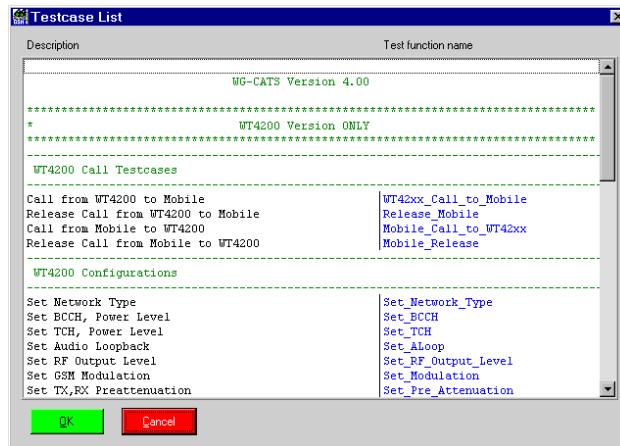 Testcase List
Description Test function name
WG-CATS Version 4.00
***********************************************************************************
* WT4200 Version ONLY
***********************************************************************************
-----------------------------------------------------------------------------------
WT4200 Call Testcases
-----------------------------------------------------------------------------------
Call from WT4200 to Mobile WT42xx_Call_to_Mobile
Release Call from WT4200 to Mobile Release_Mobile
Call from Mobile to WT4200 Mobile_Call_to_WT42xx
Release Call from Mobile to WT4200 Mobile_Release
-----------------------------------------------------------------------------------
WT4200 Configurations
-----------------------------------------------------------------------------------
Set Network Type Set_Network_Type
Set BCCH, Power Level Set_BCCH
Set TCH, Power Level Set_TCH
Set Audio Loopback Set_ALoop
Set RF Output Level Set_RF_Output_Level
Set GSM Modulation Set_Modulation
Set TX,RX Preattenuation Set_Pre_Attenuation
OK Cancel